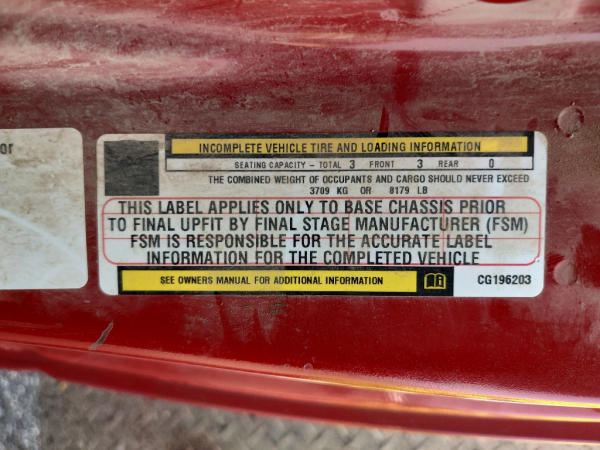 or
INCOMPLETE VEHICLE TIRE AND LOADING INFORMATION
SEATING CAPACITY - TOTAL 3 FRONT 3 REAR 0
THE COMBINED WEIGHT OF OCCUPANTS AND CARGO SHOULD NEVER EXCEED
3709 KG OR 8179 LB
THIS LABEL APPLIES ONLY TO BASE CHASSIS PRIOR
TO FINAL UPFIT BY FINAL STAGE MANUFACTURER (FSM)
FSM IS RESPONSIBLE FOR THE ACCURATE LABEL
INFORMATION FOR THE COMPLETED VEHICLE
SEE OWNERS MANUAL FOR ADDITIONAL INFORMATION
CG196203